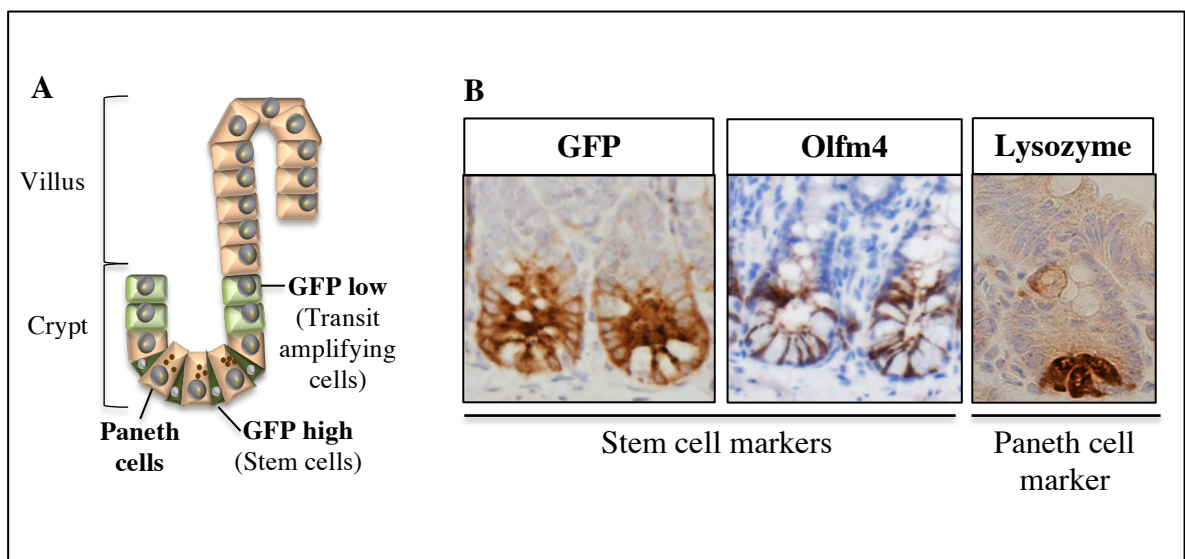 A
Villus
Crypt
GFP low
(Transit
amplifying
cells)
Paneth
cells
GFP high
(Stem cells)
B
GFP
Olfm4
Lysozyme
Stem cell markers
Paneth cell
marker